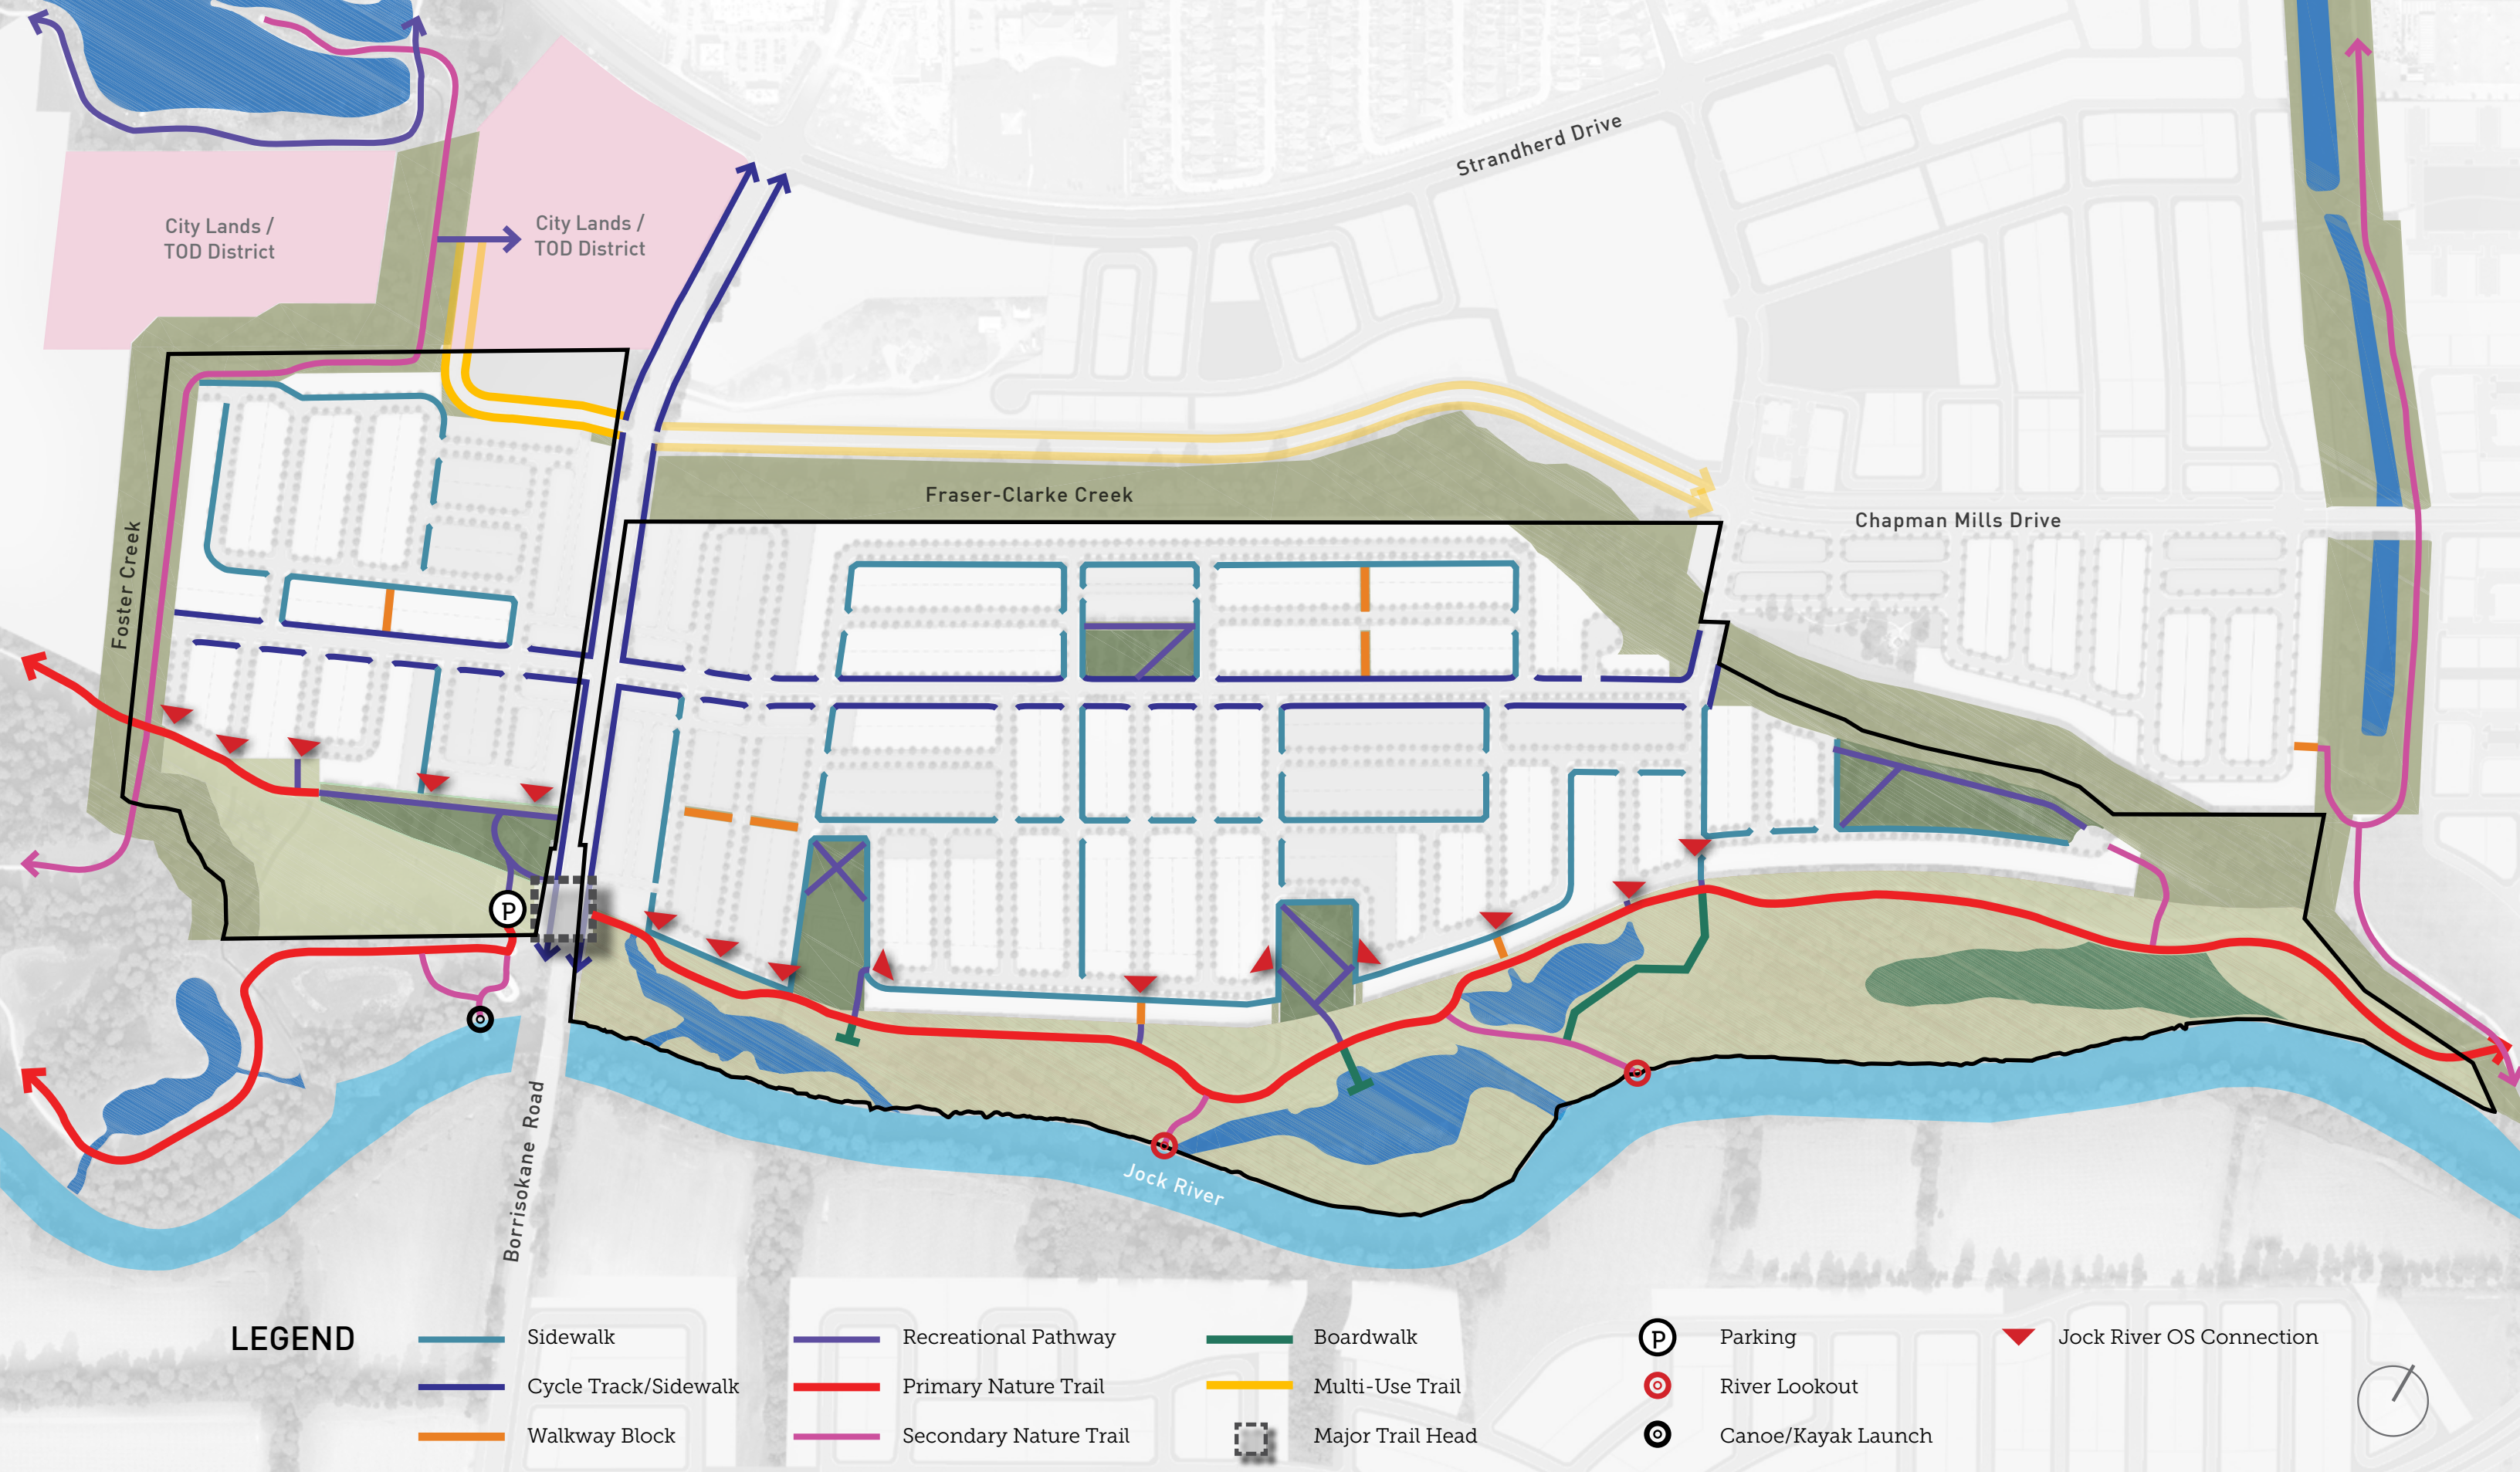 City Lands /
TOD District
City Lands /
TOD District
Strandherd Drive
Fraser-Clarke Creek
Chapman Mills Drive
Foster Creek
P
Jock River
Borrisokane Road
LEGEND
Sidewalk
Cycle Track/Sidewalk
Walkway Block
Recreational Pathway
Primary Nature Trail
Secondary Nature Trail
Boardwalk
Multi-Use Trail
Major Trail Head
P Parking
River Lookout
Canoe/Kayak Launch
Jock River OS Connection